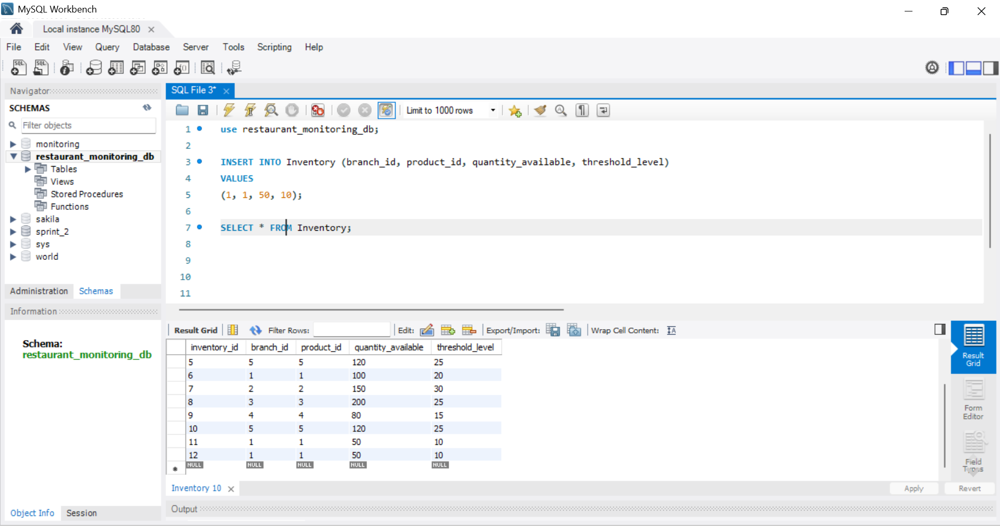 MySQL Workbench
Local instance MySQL80
File Edit View Query Database Server Tools Scripting Help
SQL SQL
Navigator
SCHEMAS
Filter objects
monitoring
restaurant_monitoring_db
Tables
Views
Stored Procedures
Functions
sakila
sprint_2
sys
world
Administration Schemas
Information
Schema:
restaurant_monitoring_db
Object Info Session
SQL File 3*
Limit to 1000 rows
1 use restaurant_monitoring_db;
2
3 INSERT INTO Inventory (branch_id, product_id, quantity_available, threshold_level)
4 VALUES
5 (1, 1, 50, 10);
6
7 SELECT * FROM Inventory;
8
9
10
11
Result Grid Filter Rows: Edit: Export/Import: Wrap Cell Content: IA
inventory_id branch_id product_id quantity_available threshold_level
5 5 5 120 25
6 1 1 100 20
7 2 2 150 30
8 3 3 200 25
9 4 4 80 15
10 5 5 120 25
11 1 1 50 10
12 1 1 50 10
NULL NULL NULL NULL NULL
Result
Grid
Form
Editor
Field
Types
Inventory 10
Apply Revert
Output